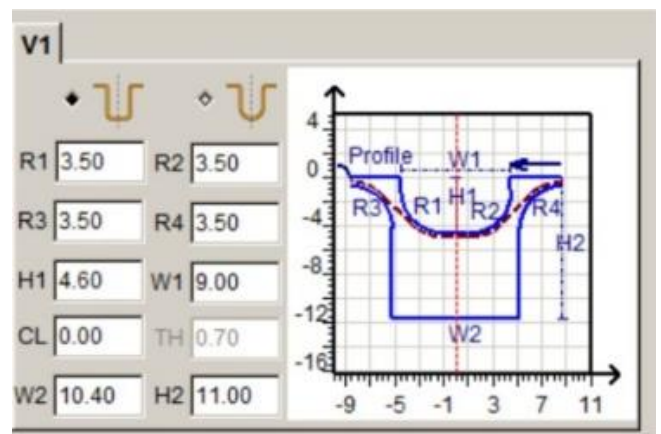 V1
R1 3.50 R2 3.50
R3 3.50 R4 3.50
H1 4.60 W1 9.00
CL 0.00 TH 0.70
W2 10.40 H2 11.00
4
Profile W1
0
H1
R3 R1 R2 R4
-4
H2
-8
-12
W2
-16
-9 -5 -1 3 7 11